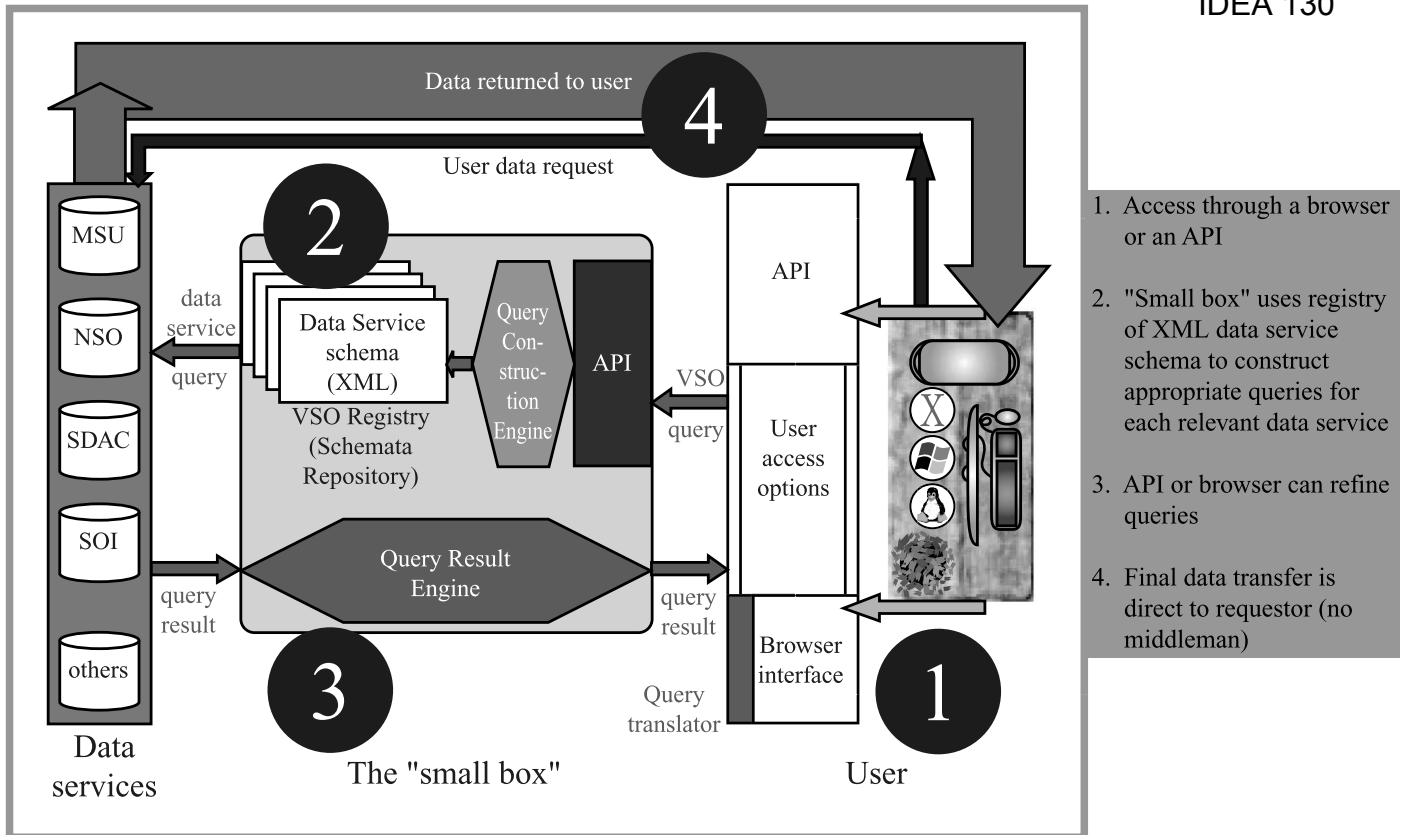 IDEA 130
Data returned to user
4
User data request
2
MSU
NSO
SDAC
SOI
others
Data
services
data
service
query
Data Service
schema
(XML)
VSO Registry
(Schemata
Repository)
Query
Con-
struc-
tion
Engine
API
VSO
query
API
User
access
options
Browser
interface
X
query
result
Query Result
Engine
query
result
3
Query
translator
1
The "small box"
User
1. Access through a browser
or an API
2. "Small box" uses registry
of XML data service
schema to construct
appropriate queries for
each relevant data service
3. API or browser can refine
queries
4. Final data transfer is
direct to requestor (no
middleman)